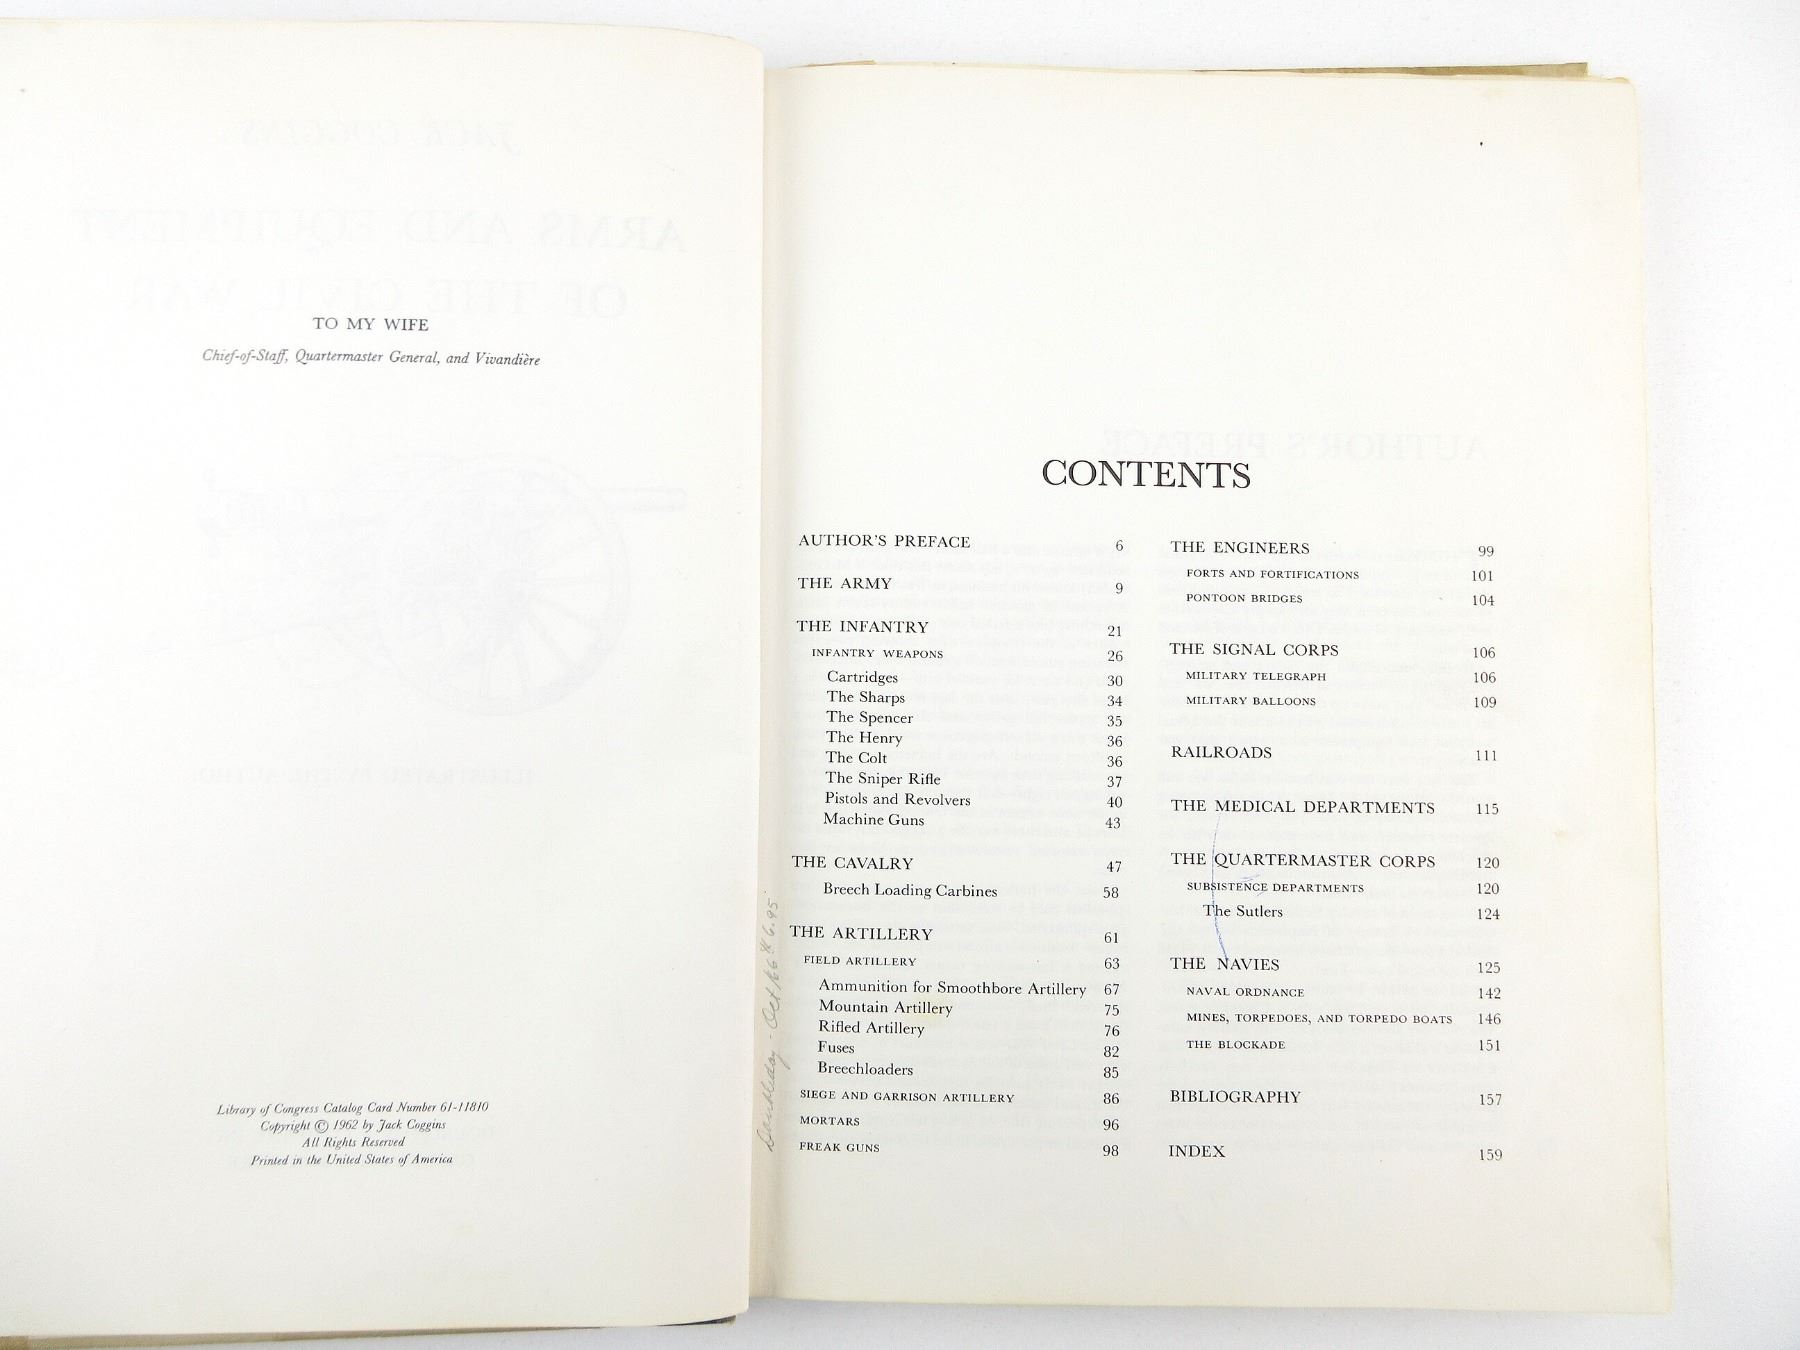 TO MY WIFE
Chief-of-Staff, Quartermaster General, and Vivandière
Library of Congress Catalog Card Number 61-11810
Copyright © 1962 by Jack Coggins
All Rights Reserved
Printed in the United States of America
Doubleday - Oct 66 6.95
CONTENTS
AUTHOR'S PREFACE 6
THE ARMY 9
THE INFANTRY 21
INFANTRY WEAPONS 26
Cartridges 30
The Sharps 34
The Spencer 35
The Henry 36
The Colt 36
The Sniper Rifle 37
Pistols and Revolvers 40
Machine Guns 43
THE CAVALRY 47
Breech Loading Carbines 58
THE ARTILLERY 61
FIELD ARTILLERY 63
Ammunition for Smoothbore Artillery 67
Mountain Artillery 75
Rifled Artillery 76
Fuses 82
Breechloaders 85
SIEGE AND GARRISON ARTILLERY 86
MORTARS 96
FREAK GUNS 98
THE ENGINEERS 99
FORTS AND FORTIFICATIONS 101
PONTOON BRIDGES 104
THE SIGNAL CORPS 106
MILITARY TELEGRAPH 106
MILITARY BALLOONS 109
RAILROADS 111
THE MEDICAL DEPARTMENTS 115
THE QUARTERMASTER CORPS 120
SUBSISTENCE DEPARTMENTS 120
The Sutlers 124
THE NAVIES 125
NAVAL ORDNANCE 142
MINES, TORPEDOES, AND TORPEDO BOATS 146
THE BLOCKADE 151
BIBLIOGRAPHY 157
INDEX 159